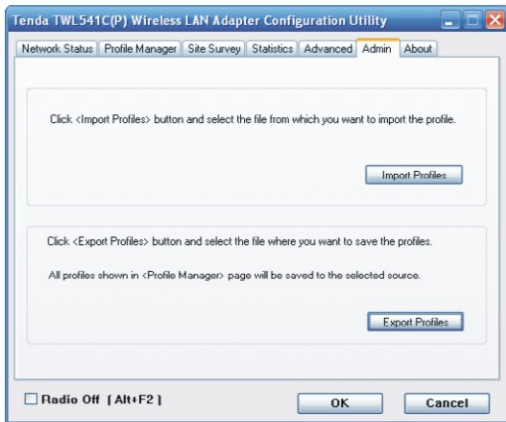 Tenda TWL541C(P) Wireless LAN Adapter Configuration Utility
Network Status Profile Manager Site Survey Statistics Advanced Admin About
Click <Import Profiles> button and select the file from which you want to import the profile.
Import Profiles
Click <Export Profiles> button and select the file where you want to save the profiles.
All profiles shown in <Profile Manager> page will be saved to the selected source.
Export Profiles
Radio Off [ Alt+F2 ]
OK
Cancel